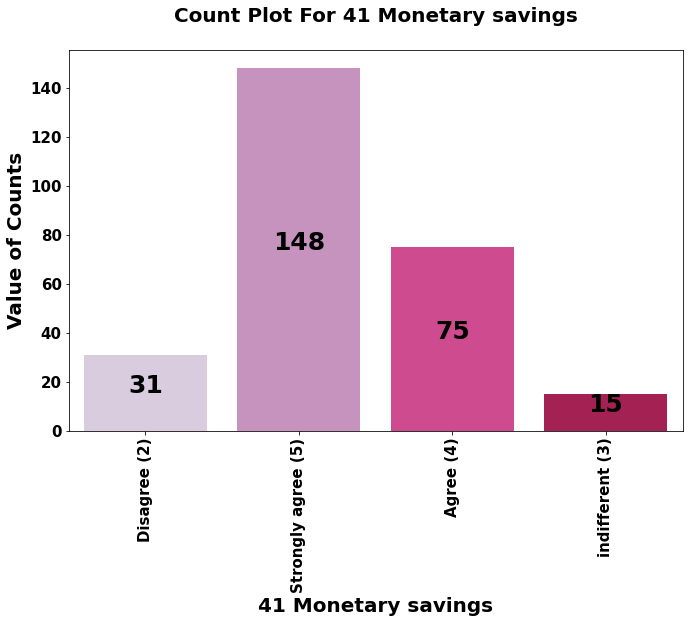 Count Plot For 41 Monetary savings
Value of Counts
140
120
100
80
60
40
20
0
31
148
75
15
Disagree (2)
Strongly agree (5)
Agree (4)
indifferent (3)
41 Monetary savings